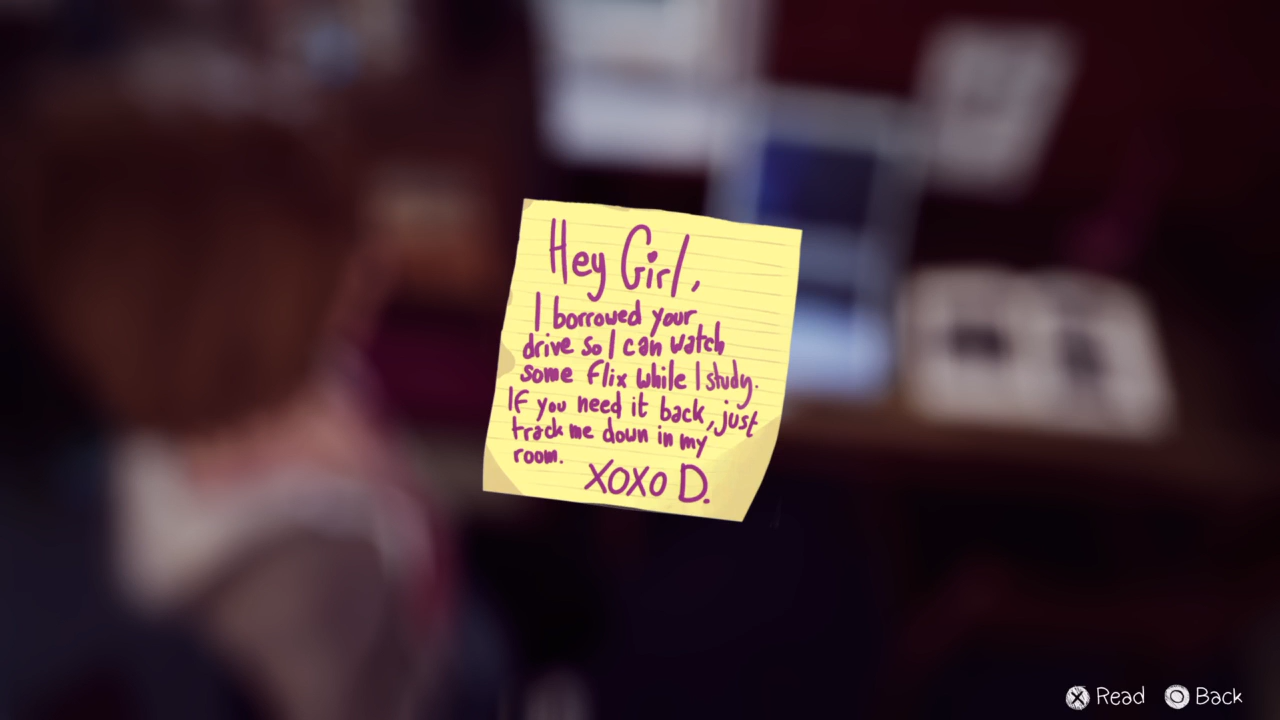 Hey Girl,
I borrowed your
drive so I can watch
some Flix while I study.
If you need it back, just
track me down in my
room.
XOXO D.
Read Back